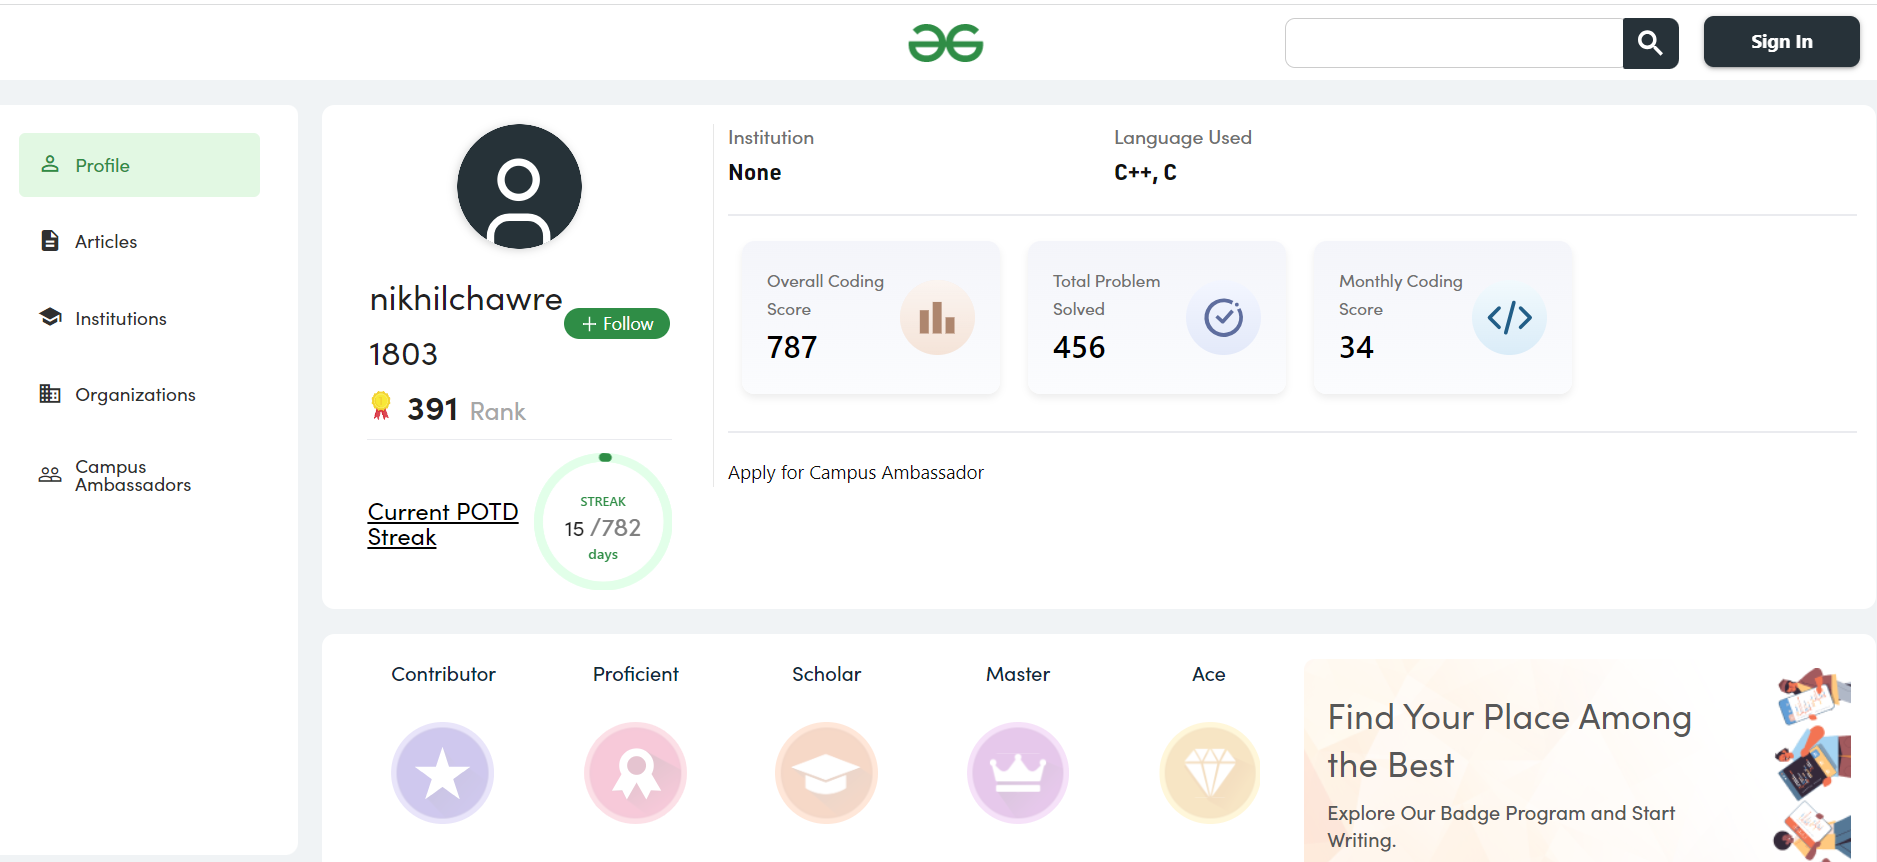 Sign In
Profile
Articles
Institutions
Organizations
Campus
Ambassadors
nikhilchawre
1803
+ Follow
391 Rank
Current POTD
Streak
STREAK
15 /782
days
Institution
None
Language Used
C++, C
Overall Coding
Score
787
Total Problem
Solved
456
Monthly Coding
Score
34
Apply for Campus Ambassador
Contributor
Proficient
Scholar
Master
Ace
Find Your Place Among
the Best
Explore Our Badge Program and Start
Writing.